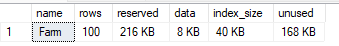 name rows reserved data index_size unused
1 Farm 100 216 KB 8 KB 40 KB 168 KB